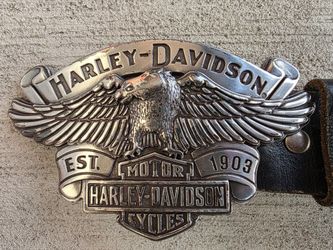 HARLEY-DAVIDSON
EST. 1903
MOTOR
HARLEY-DAVIDSON
CYCLES